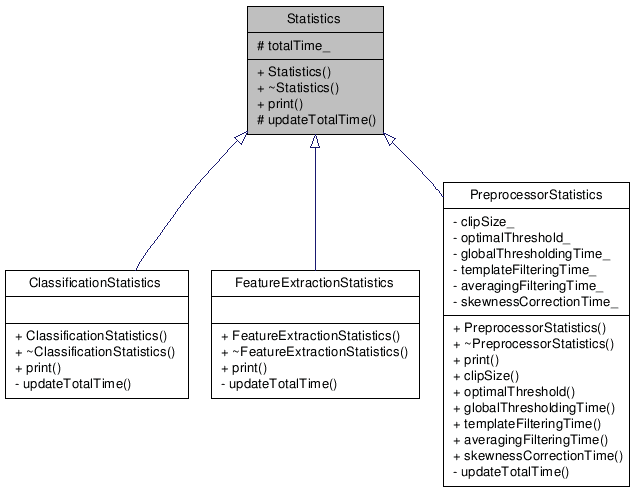 Statistics
# totalTime_
+ Statistics()
+ ~Statistics()
+ print()
# updateTotalTime()
ClassificationStatistics
+ ClassificationStatistics()
+ ~ClassificationStatistics()
+ print()
- updateTotalTime()
FeatureExtractionStatistics
+ FeatureExtractionStatistics()
+ ~FeatureExtractionStatistics()
+ print()
- updateTotalTime()
PreprocessorStatistics
- clipSize_
- optimalThreshold_
- globalThresholdingTime_
- templateFilteringTime_
- averagingFilteringTime_
- skewnessCorrectionTime_
+ PreprocessorStatistics()
+ ~PreprocessorStatistics()
+ print()
+ clipSize()
+ optimalThreshold()
+ globalThresholdingTime()
+ templateFilteringTime()
+ averagingFilteringTime()
+ skewnessCorrectionTime()
- updateTotalTime()